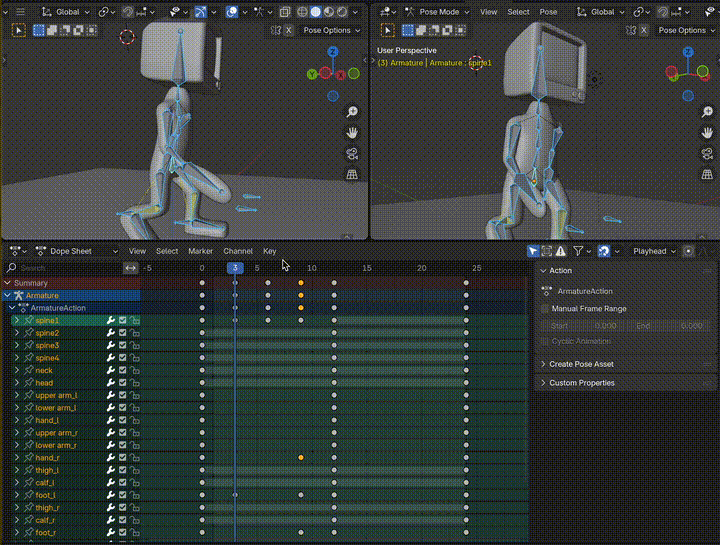 Global
Pose Mode
View
Select
Pose
Global
X
Pose Options
X
Pose Options
User Perspective
(3) Armature | Armature : spine1
Z
Y
X
Z
Dope Sheet
View
Select
Marker
Channel
Key
Playhead
Search
-5
0
3
5
10
15
20
25
Summary
Armature
ArmatureAction
spine1
spine2
spine3
spine4
neck
head
upper arm_l
lower arm_l
hand_l
upper arm_r
lower arm_r
hand_r
thigh_l
calf_l
foot_l
thigh_r
calf_r
foot_r
Action
ArmatureAction
Manual Frame Range
Start 0.000 End 0.000
Cyclic Animation
Create Pose Asset
Custom Properties